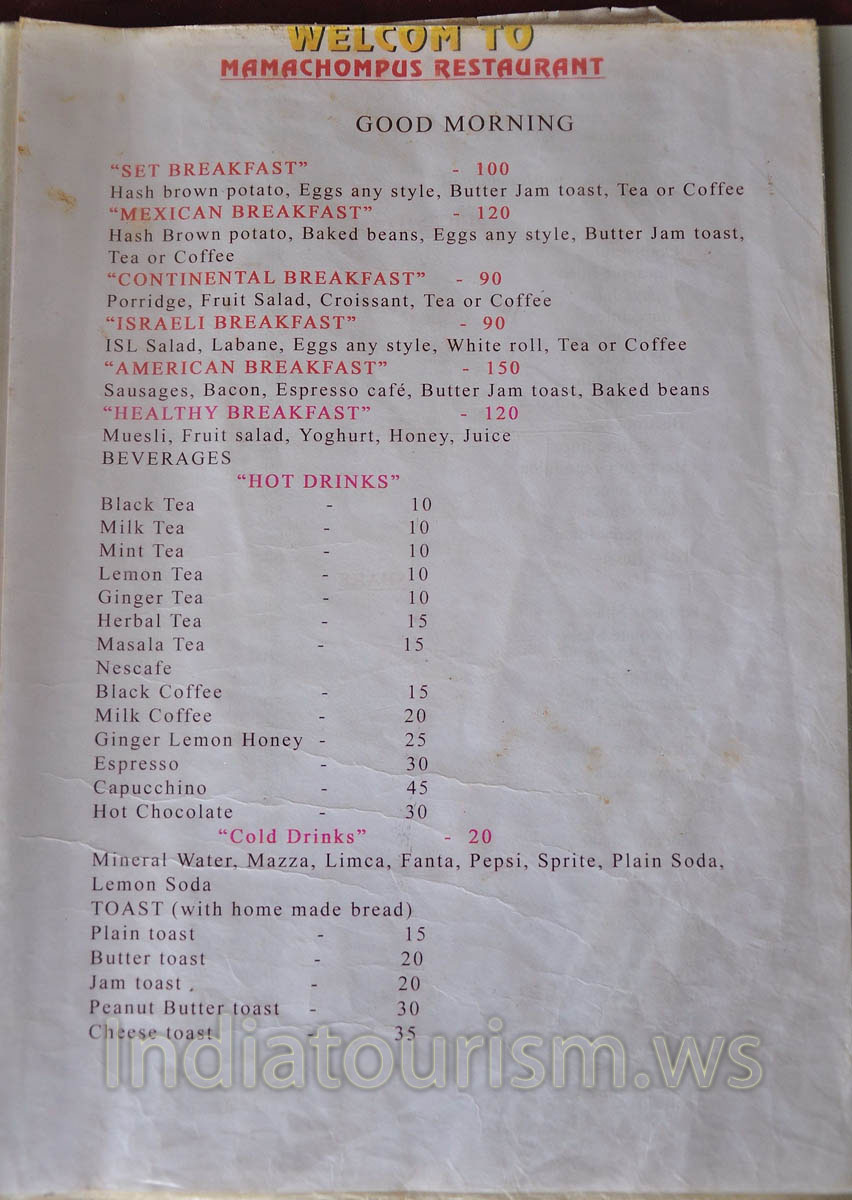 WELCOM TO
MAMACHOMPUS RESTAURANT
GOOD MORNING
“SET BREAKFAST” - 100
Hash brown potato, Eggs any style, Butter Jam toast, Tea or Coffee
“MEXICAN BREAKFAST” - 120
Hash Brown potato, Baked beans, Eggs any style, Butter Jam toast,
Tea or Coffee
“CONTINENTAL BREAKFAST” - 90
Porridge, Fruit Salad, Croissant, Tea or Coffee
“ISRAELI BREAKFAST” - 90
ISL Salad, Labane, Eggs any style, White roll, Tea or Coffee
“AMERICAN BREAKFAST” - 150
Sausages, Bacon, Espresso café, Butter Jam toast, Baked beans
“HEALTHY BREAKFAST” - 120
Muesli, Fruit salad, Yoghurt, Honey, Juice
BEVERAGES
“HOT DRINKS”
Black Tea - 10
Milk Tea - 10
Mint Tea - 10
Lemon Tea - 10
Ginger Tea - 10
Herbal Tea - 15
Masala Tea - 15
Nescafe
Black Coffee - 15
Milk Coffee - 20
Ginger Lemon Honey - 25
Espresso - 30
Capucchino - 45
Hot Chocolate - 30
“Cold Drinks” - 20
Mineral Water, Mazza, Limca, Fanta, Pepsi, Sprite, Plain Soda,
Lemon Soda
TOAST (with home made bread)
Plain toast - 15
Butter toast - 20
Jam toast - 20
Peanut Butter toast - 30
Cheese toast - 35
Indiatourism.ws